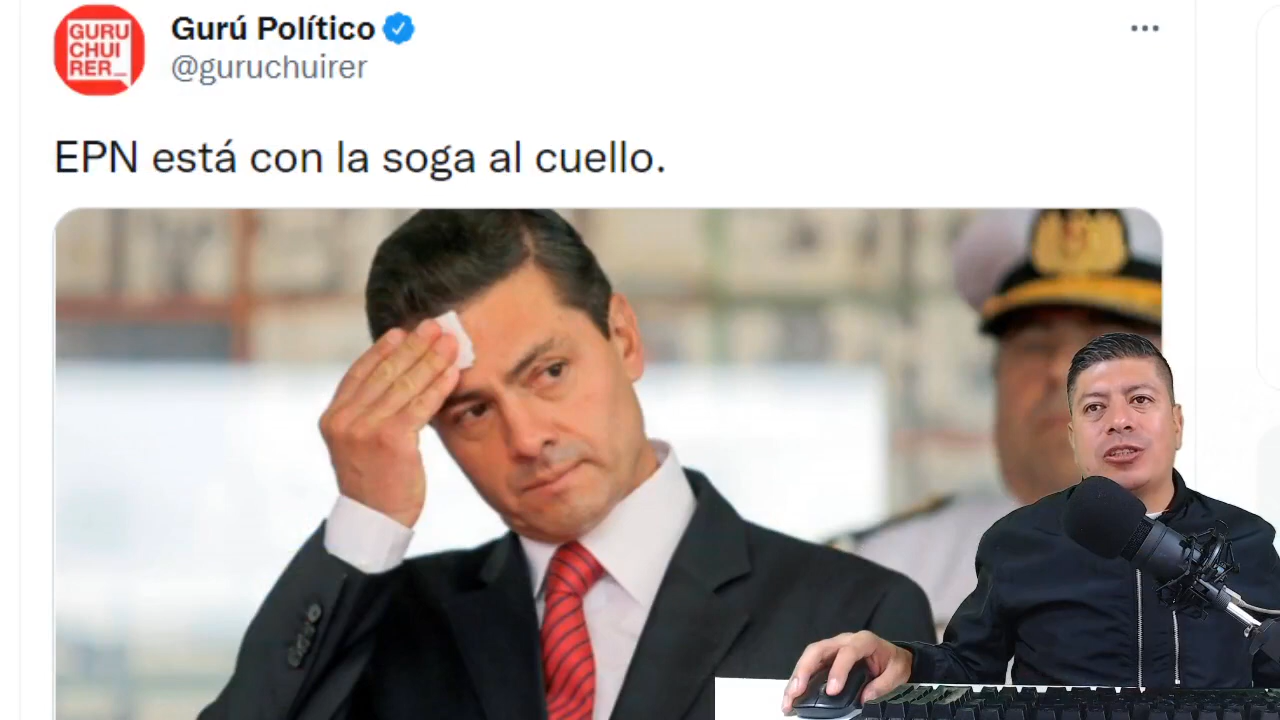 GURU
CHUI
RER_
Gurú Político
@guruchuirer
EPN está con la soga al cuello.